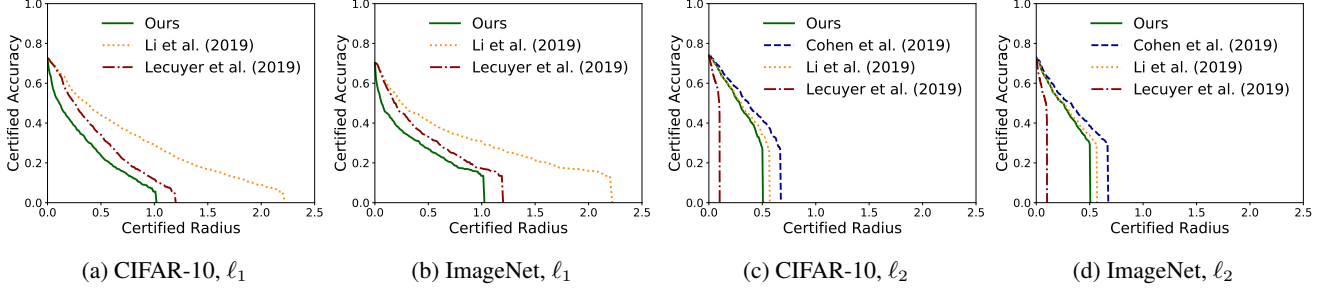 Ours
Li et al. (2019)
Lecuyer et al. (2019)
Certified Accuracy
1.0
0.8
0.6
0.4
0.2
0.0
0.0 0.5 1.0 1.5 2.0 2.5
Certified Radius
(a) CIFAR-10, ℓ1
Ours
Li et al. (2019)
Lecuyer et al. (2019)
Certified Accuracy
1.0
0.8
0.6
0.4
0.2
0.0
0.0 0.5 1.0 1.5 2.0 2.5
Certified Radius
(b) ImageNet, ℓ1
Ours
Cohen et al. (2019)
Li et al. (2019)
Lecuyer et al. (2019)
Certified Accuracy
1.0
0.8
0.6
0.4
0.2
0.0
0.0 0.5 1.0 1.5 2.0 2.5
Certified Radius
(c) CIFAR-10, ℓ2
Ours
Cohen et al. (2019)
Li et al. (2019)
Lecuyer et al. (2019)
Certified Accuracy
1.0
0.8
0.6
0.4
0.2
0.0
0.0 0.5 1.0 1.5 2.0 2.5
Certified Radius
(d) ImageNet, ℓ2